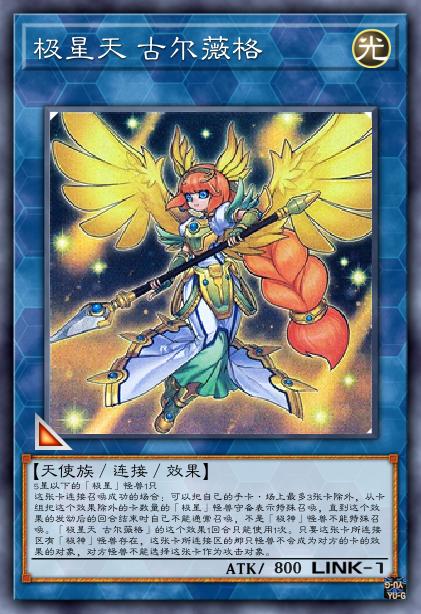 极星天 古尔薇格
光
【天使族／连接／效果】
5星以下的「极星」怪兽1只
这张卡连接召唤成功的场合：可以把自己的手卡·场上最多3张卡除外，从卡
组把这个效果除外的卡数量的「极星」怪兽守备表示特殊召唤，直到这个效
果的发动后的回合结束时自己不能通常召唤，不是「极神」怪兽不能特殊召
唤。「极星天 古尔薇格」的这个效果1回合只能使用1次。只要这张卡所连接
区有「极神」怪兽存在，这张卡所连接区的那只怪兽不会成为对方的卡的效
果的对象，对方怪兽不能选择这张卡作为攻击对象。
ATK/ 800 LINK-1